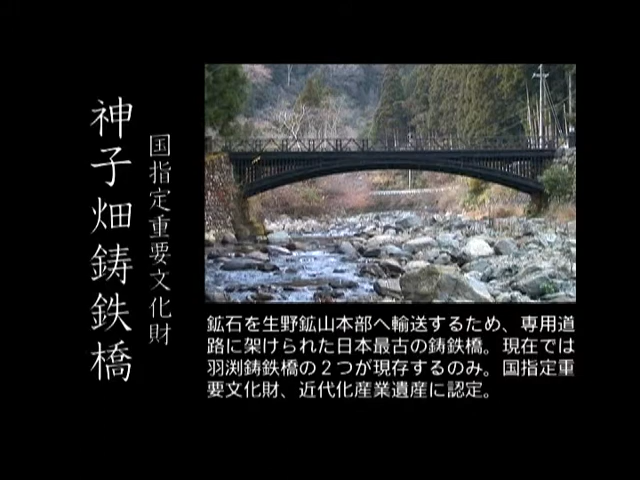 国指定重要文化財
神子畑鋳鉄橋
鉱石を生野鉱山本部へ輸送するため、専用道
路に架けられた日本最古の鋳鉄橋。現在では
羽渕鋳鉄橋の２つが現存するのみ。国指定重
要文化財、近代化産業遺産に認定。